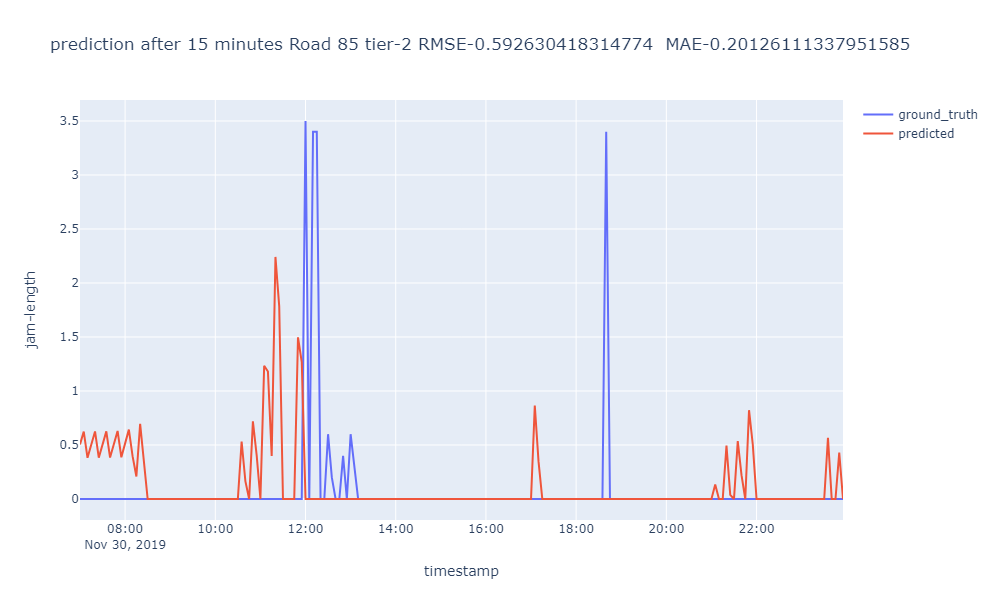 prediction after 15 minutes Road 85 tier-2 RMSE-0.592630418314774  MAE-0.20126111337951585
ground_truth
predicted
3.5
3
2.5
2
1.5
1
0.5
0
jam-length
08:00 10:00 12:00 14:00 16:00 18:00 20:00 22:00
Nov 30, 2019
timestamp